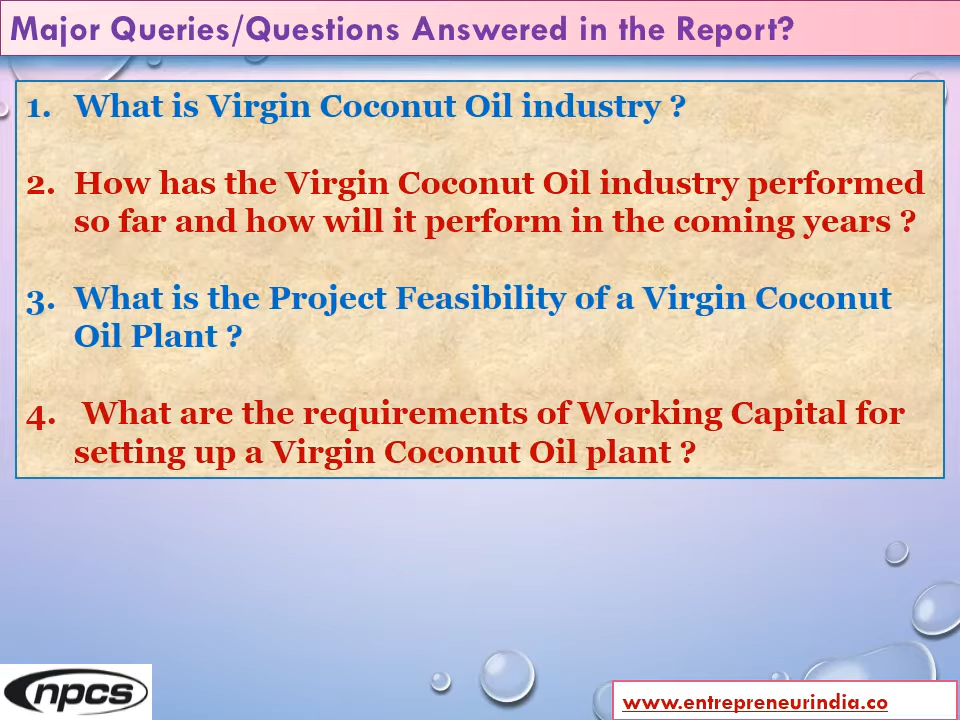 Major Queries/Questions Answered in the Report?
1. What is Virgin Coconut Oil industry ?
2. How has the Virgin Coconut Oil industry performed
so far and how will it perform in the coming years ?
3. What is the Project Feasibility of a Virgin Coconut
Oil Plant ?
4. What are the requirements of Working Capital for
setting up a Virgin Coconut Oil plant ?
npcs
www.entrepreneurindia.co